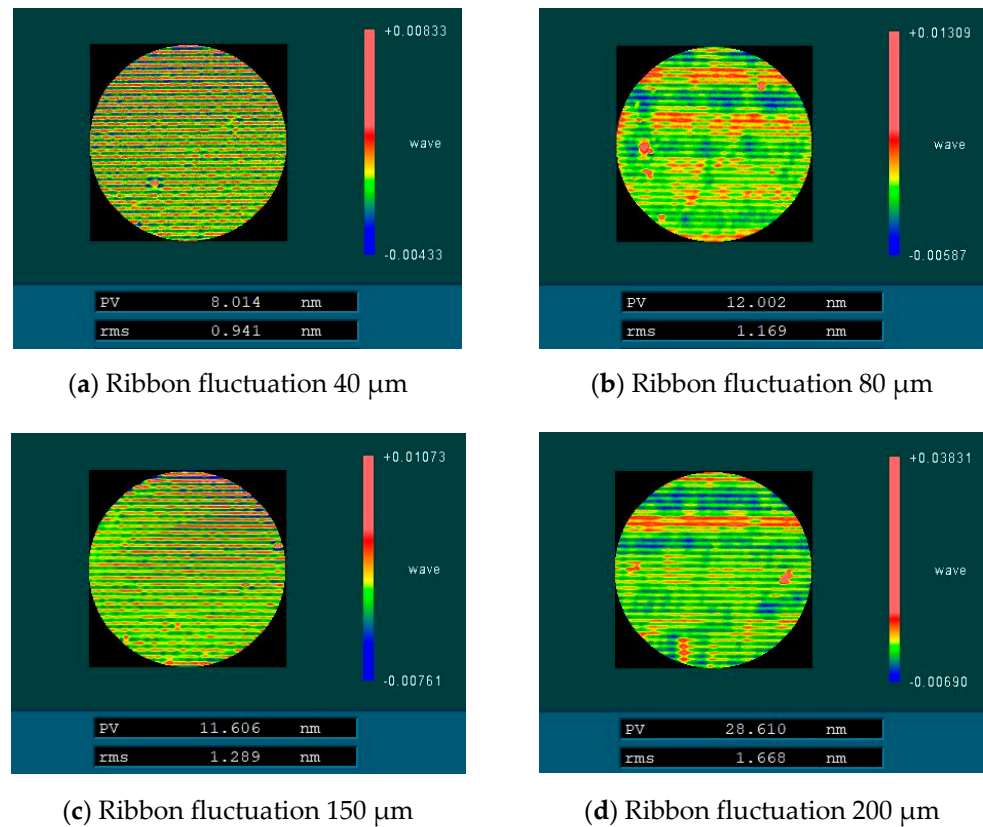 +0.00833
wave
-0.00433
PV 8.014 nm
rms 0.941 nm
(a) Ribbon fluctuation 40 µm
+0.01309
wave
-0.00587
PV 12.002 nm
rms 1.169 nm
(b) Ribbon fluctuation 80 µm
+0.01073
wave
-0.00761
PV 11.606 nm
rms 1.289 nm
(c) Ribbon fluctuation 150 µm
+0.03831
wave
-0.00690
PV 28.610 nm
rms 1.668 nm
(d) Ribbon fluctuation 200 µm